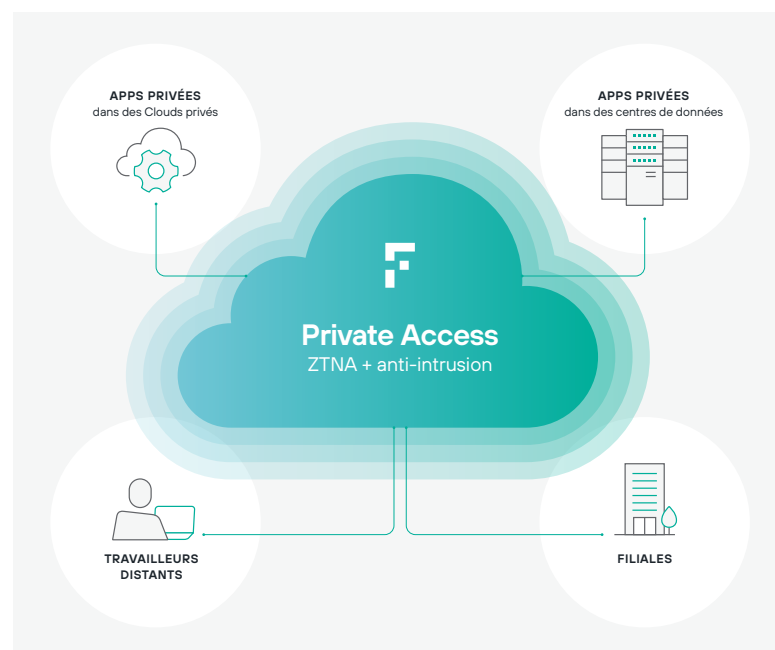 APPS PRIVÉES
dans des Clouds privés
APPS PRIVÉES
dans des centres de données
Private Access
ZTNA + anti-intrusion
TRAVAILLEURS
DISTANTS
FILIALES